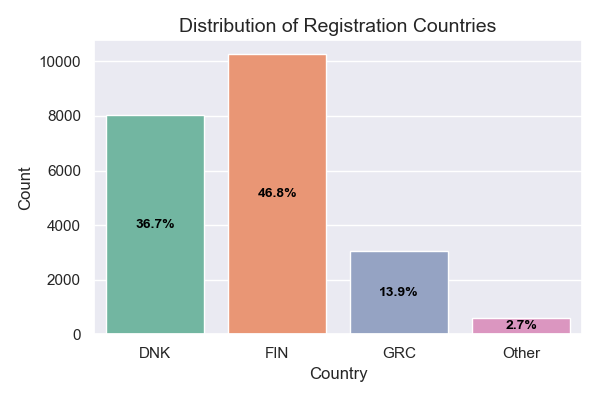 Distribution of Registration Countries
Count
10000
8000
6000
4000
2000
0
36.7%
46.8%
13.9%
2.7%
DNK
FIN
GRC
Other
Country